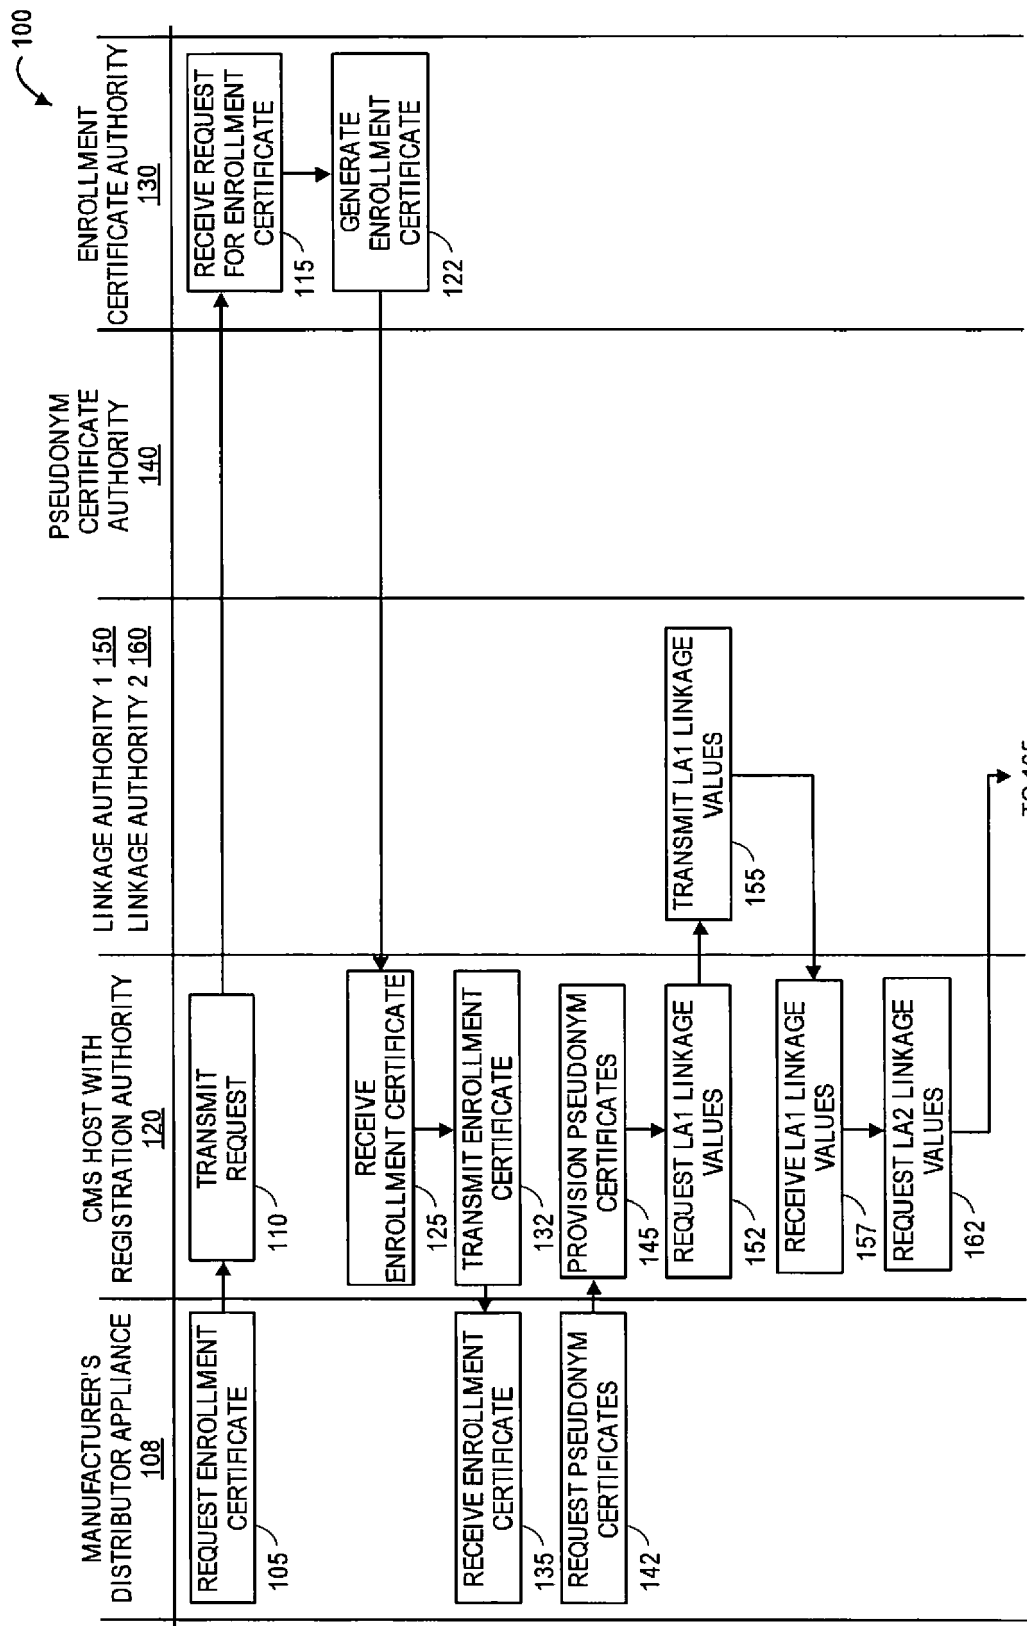 100
MANUFACTURER'S
DISTRIBUTOR APPLIANCE
108
CMS HOST WITH
REGISTRATION AUTHORITY
120
LINKAGE AUTHORITY 1 150
LINKAGE AUTHORITY 2 160
PSEUDONYM
CERTIFICATE
AUTHORITY
140
ENROLLMENT
CERTIFICATE AUTHORITY
130
REQUEST ENROLLMENT
CERTIFICATE
105
TRANSMIT
REQUEST
110
RECEIVE REQUEST
FOR ENROLLMENT
CERTIFICATE
115
GENERATE
ENROLLMENT
CERTIFICATE
122
RECEIVE
ENROLLMENT CERTIFICATE
125
TRANSMIT ENROLLMENT
CERTIFICATE
132
RECEIVE ENROLLMENT
CERTIFICATE
135
REQUEST PSEUDONYM
CERTIFICATES
142
PROVISION PSEUDONYM
CERTIFICATES
145
REQUEST LA1 LINKAGE
VALUES
152
TRANSMIT LA1 LINKAGE
VALUES
155
RECEIVE LA1 LINKAGE
VALUES
157
REQUEST LA2 LINKAGE
VALUES
162